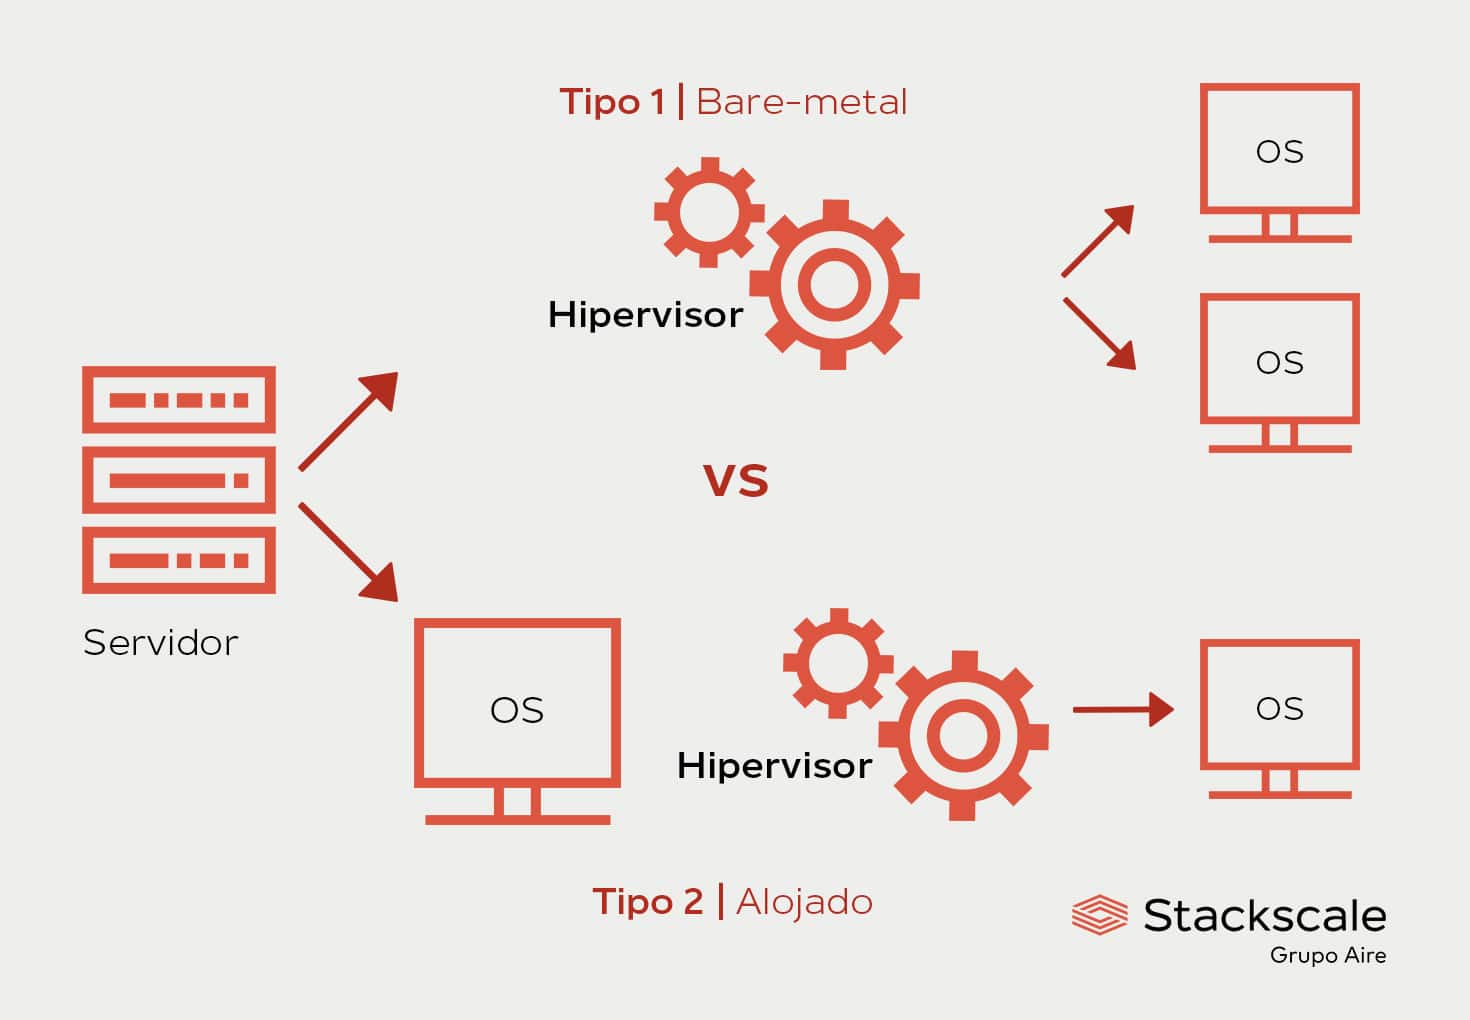 Tipo 1 | Bare-metal
OS
Hipervisor
OS
vs
Servidor
OS
Hipervisor
OS
Tipo 2 | Alojado
Stackscale
Grupo Aire